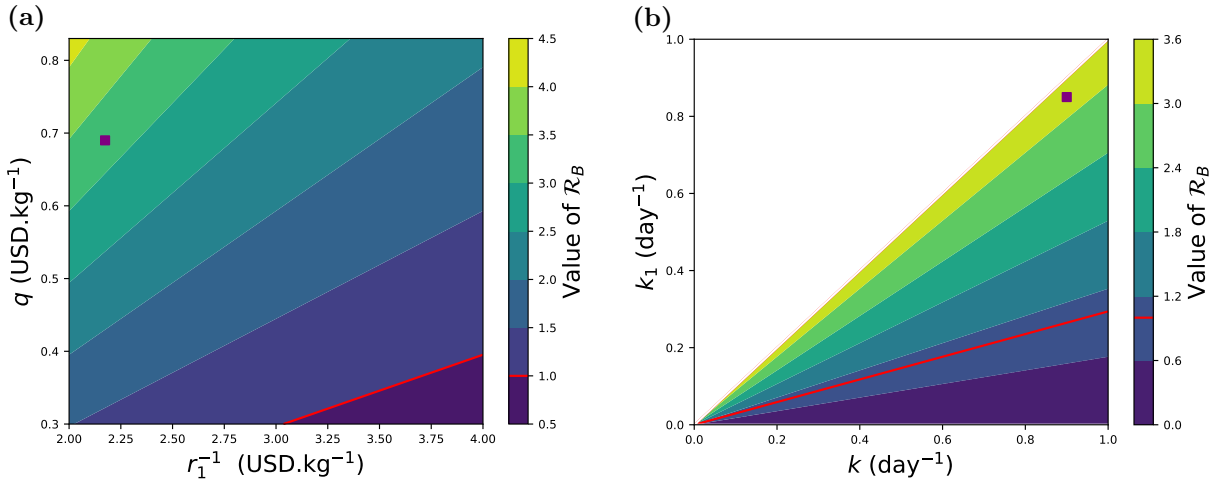 (a)
0.8
0.7
0.6
0.5
0.4
0.3
q (USD.kg⁻¹)
2.00 2.25 2.50 2.75 3.00 3.25 3.50 3.75 4.00
r₁⁻¹ (USD.kg⁻¹)
4.5
4.0
3.5
3.0
2.5
2.0
1.5
1.0
0.5
Value of ℛ_B
(b)
1.0
0.8
0.6
0.4
0.2
0.0
k₁ (day⁻¹)
0.0 0.2 0.4 0.6 0.8 1.0
k (day⁻¹)
3.6
3.0
2.4
1.8
1.2
0.6
0.0
Value of ℛ_B